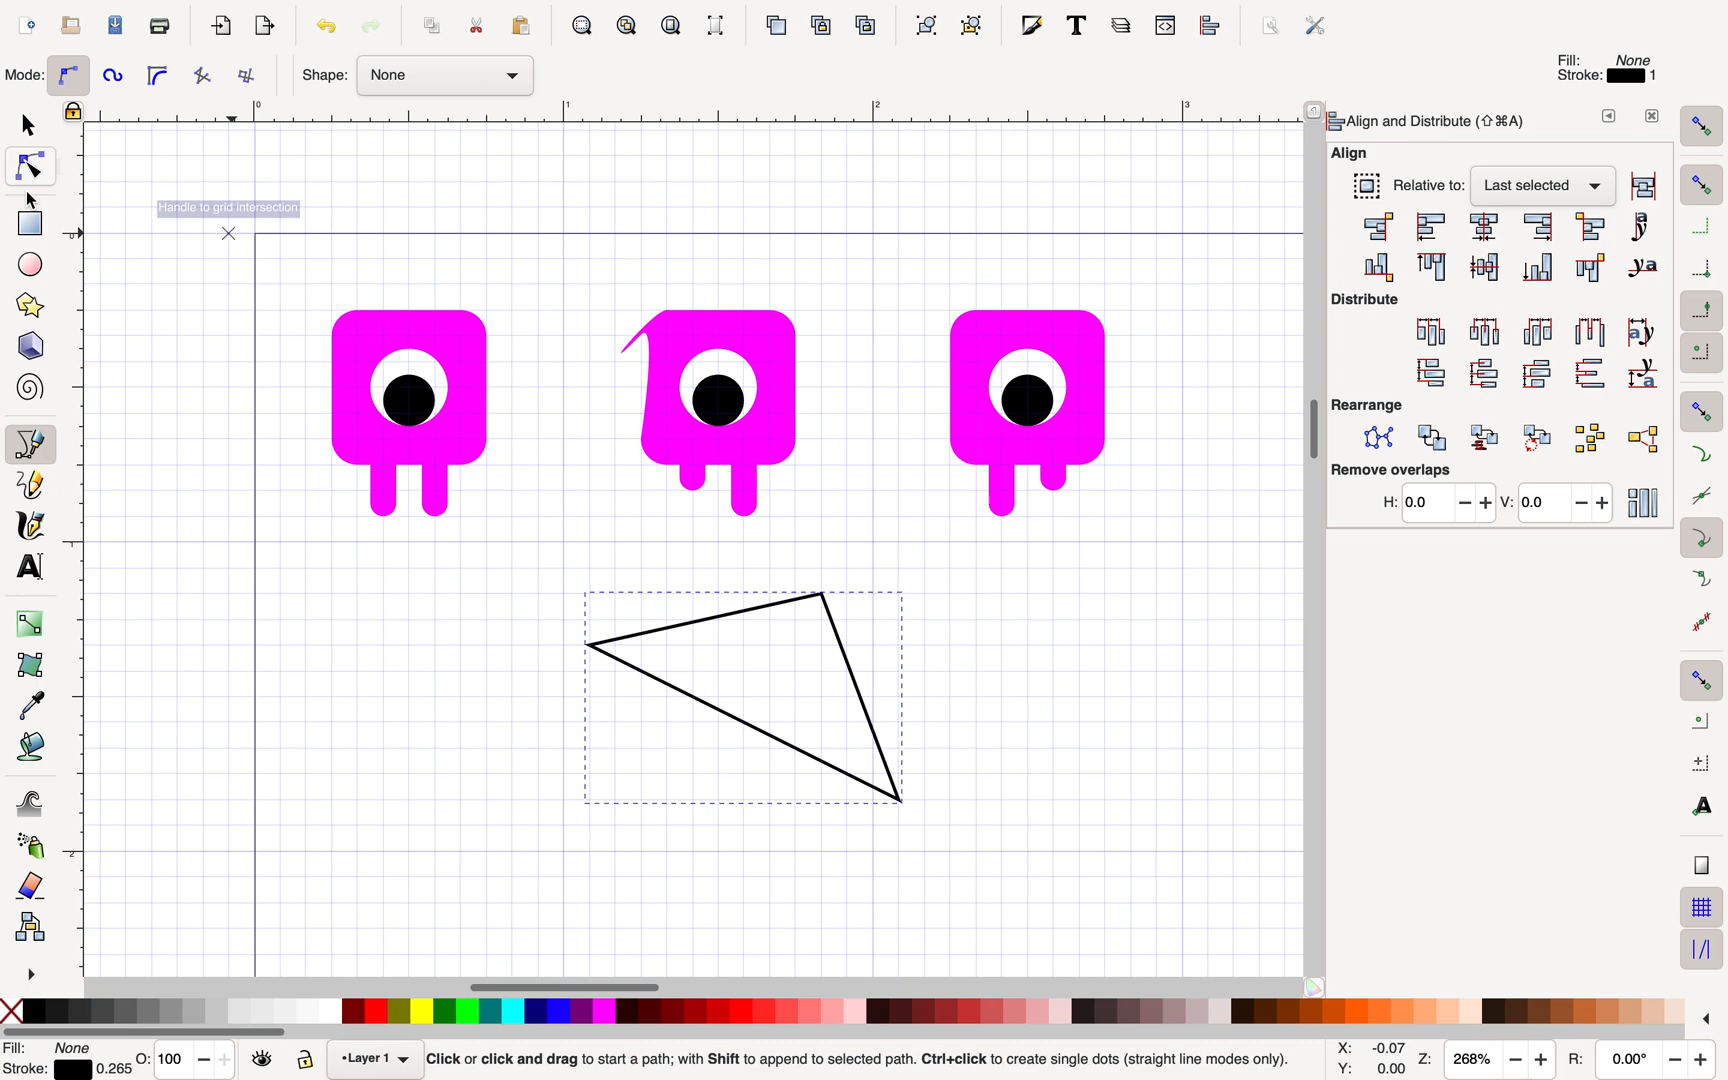 Mode:
Shape: None
Fill: None
Stroke: 1
0 1 2 3
Align and Distribute (⇧⌘A)
Align
Relative to: Last selected
Handle to grid intersection
Distribute
Rearrange
Remove overlaps
H: 0.0 V: 0.0
0
1
2
Fill: None
Stroke: 0.265
O: 100
•Layer 1
Click or click and drag to start a path; with Shift to append to selected path. Ctrl+click to create single dots (straight line modes only).
X: -0.07
Y: 0.00
Z: 268%
R: 0.00°